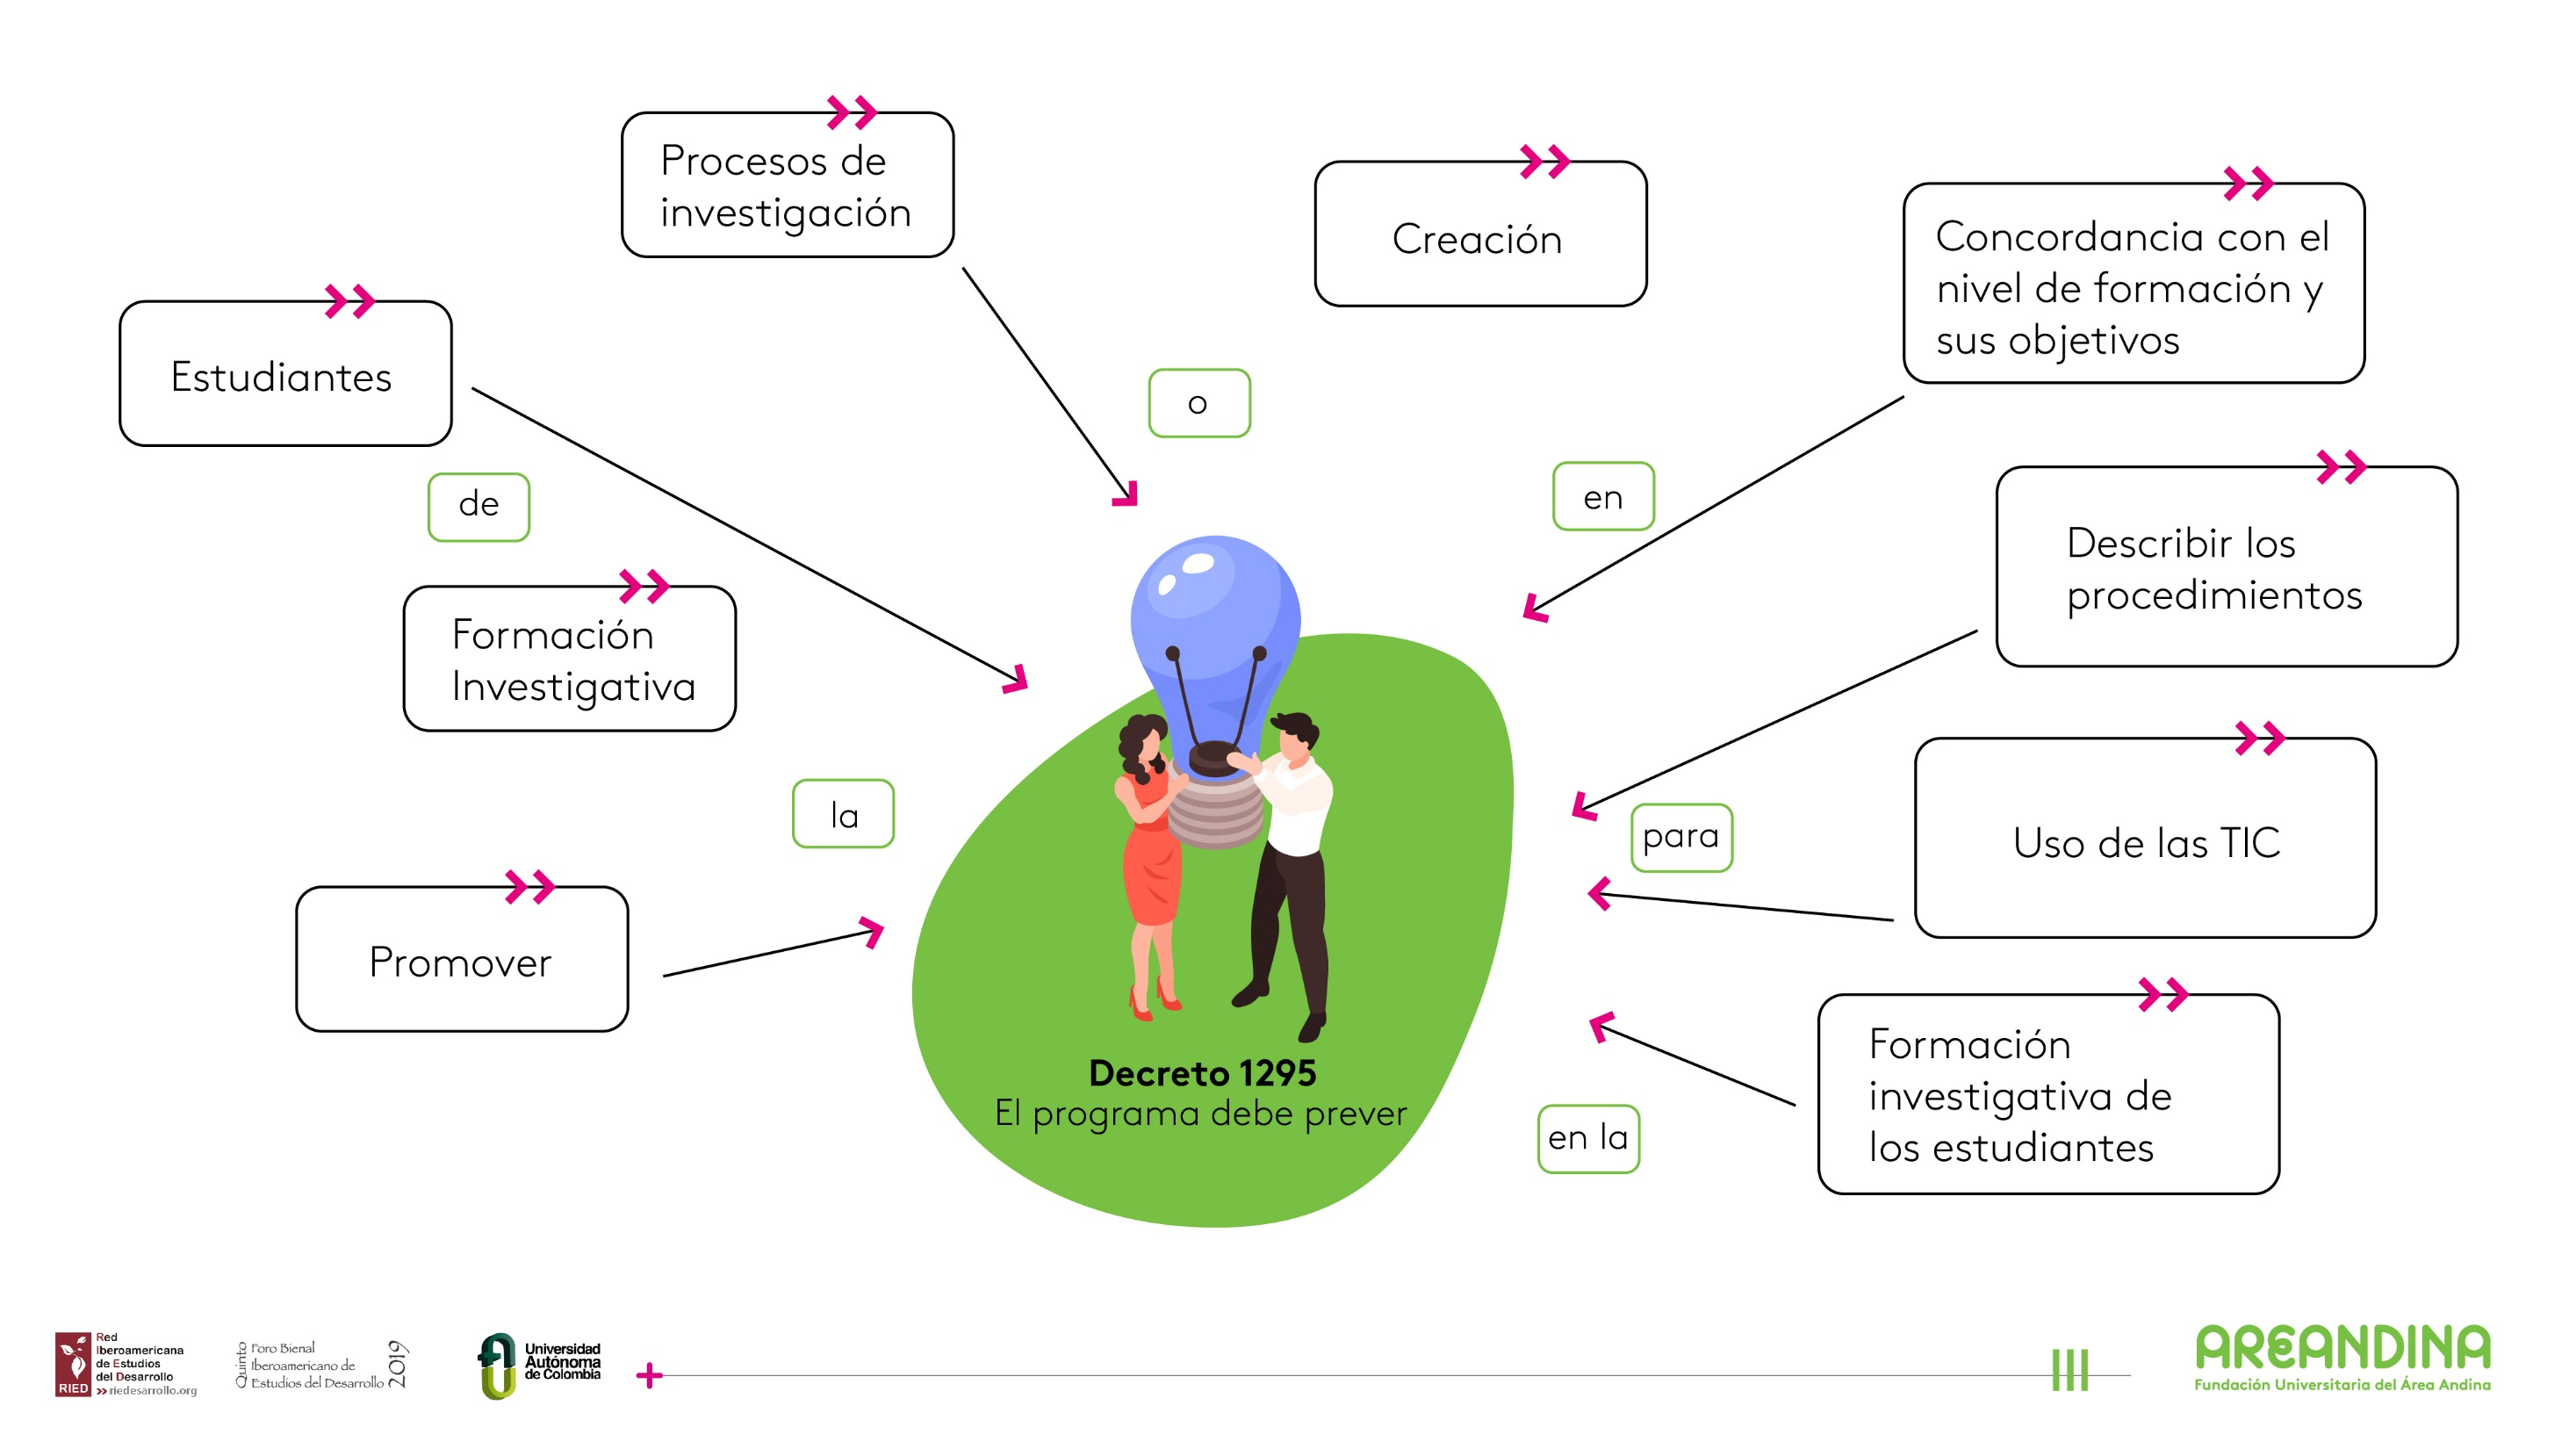 Procesos de
investigación
Creación
Concordancia con el
nivel de formación y
sus objetivos
Estudiantes
o
en
de
Describir los
procedimientos
Formación
Investigativa
la
para
Uso de las TIC
Promover
Formación
investigativa de
los estudiantes
Decreto 1295
El programa debe prever
en la
RIED
Red
Iberoamericana
de Estudios
del Desarrollo
>> riedesarrollo.org
Quinto
Foro Bienal
Iberoamericano de
Estudios del Desarrollo
2019
Universidad
Autónoma
de Colombia
AREANDINA
Fundación Universitaria del Área Andina